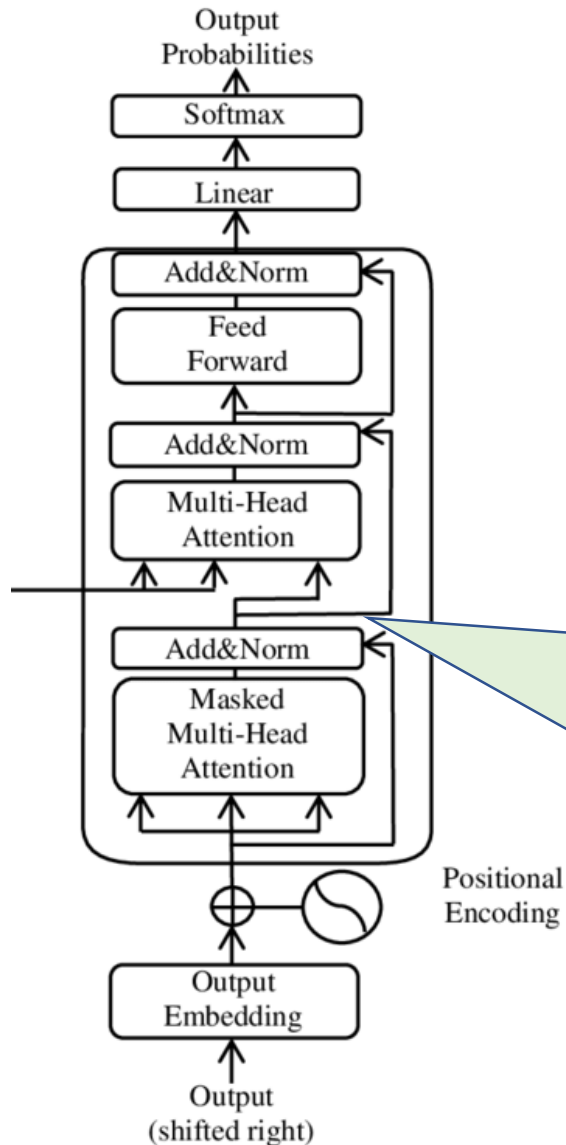 Output
Probabilities
Softmax
Linear
Add&Norm
Feed
Forward
Add&Norm
Multi-Head
Attention
Add&Norm
Masked
Multi-Head
Attention
Positional
Encoding
Output
Embedding
Output
(shifted right)